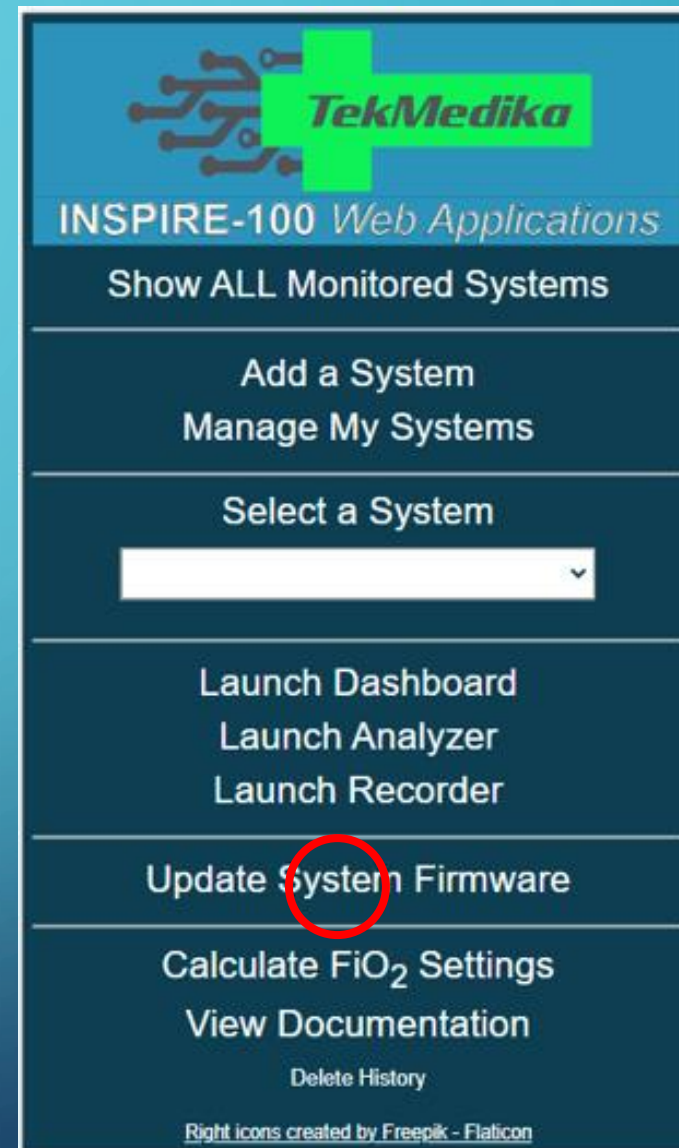 TekMedika
INSPIRE-100 Web Applications
Show ALL Monitored Systems
Add a System
Manage My Systems
Select a System
Launch Dashboard
Launch Analyzer
Launch Recorder
Update System Firmware
Calculate FiO₂ Settings
View Documentation
Delete History
Right icons created by Freepik - Flaticon